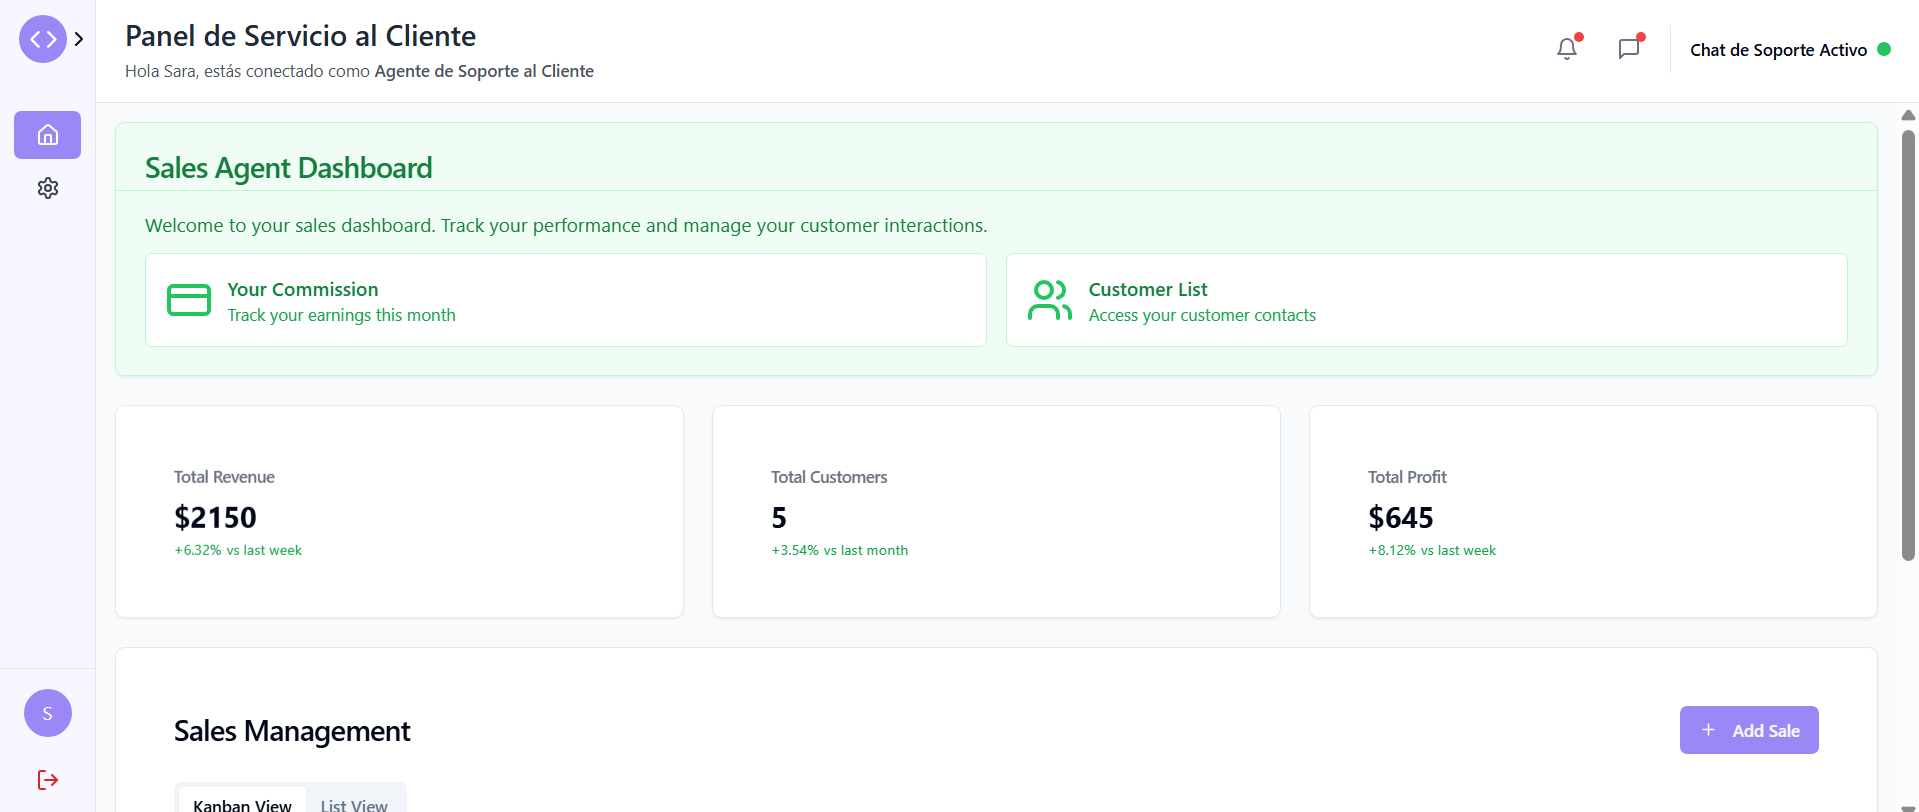 Panel de Servicio al Cliente
Hola Sara, estás conectado como Agente de Soporte al Cliente
Chat de Soporte Activo
Sales Agent Dashboard
Welcome to your sales dashboard. Track your performance and manage your customer interactions.
Your Commission
Track your earnings this month
Customer List
Access your customer contacts
Total Revenue
$2150
+6.32% vs last week
Total Customers
5
+3.54% vs last month
Total Profit
$645
+8.12% vs last week
Sales Management
+ Add Sale
Kanban View
List View
S